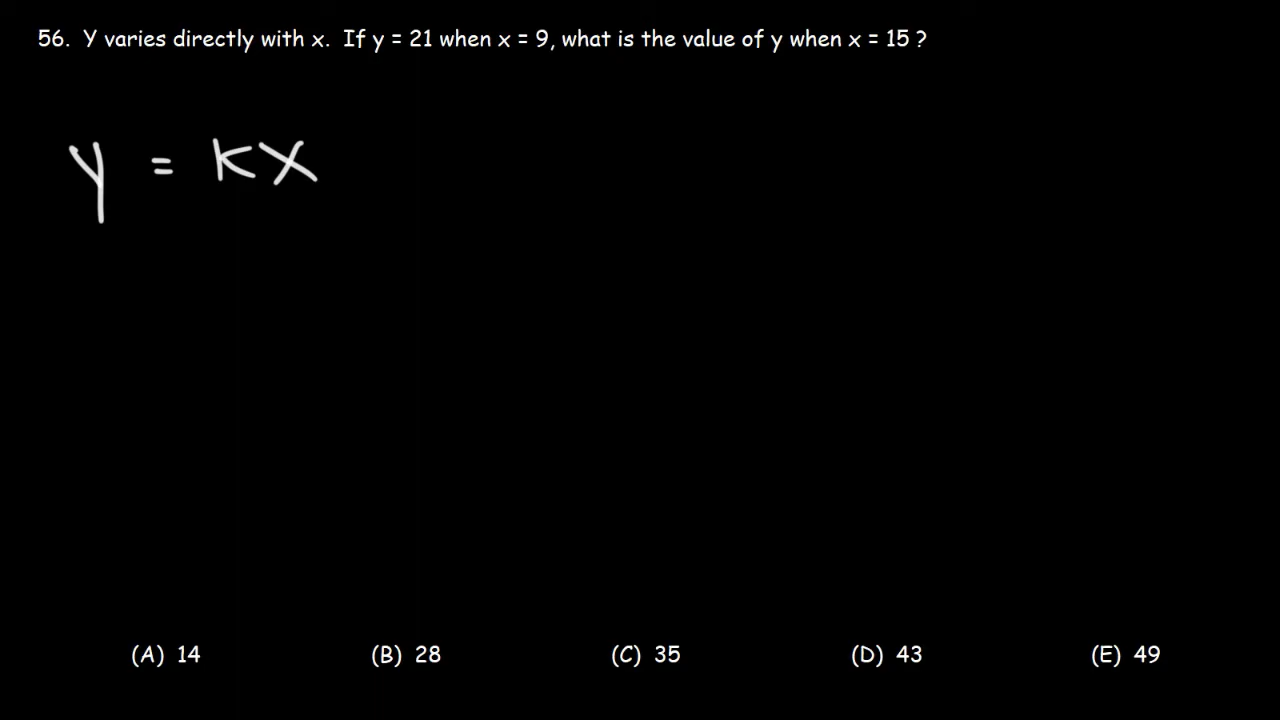 56. Y varies directly with x. If y = 21 when x = 9, what is the value of y when x = 15 ?
y = kx
(A) 14 (B) 28 (C) 35 (D) 43 (E) 49